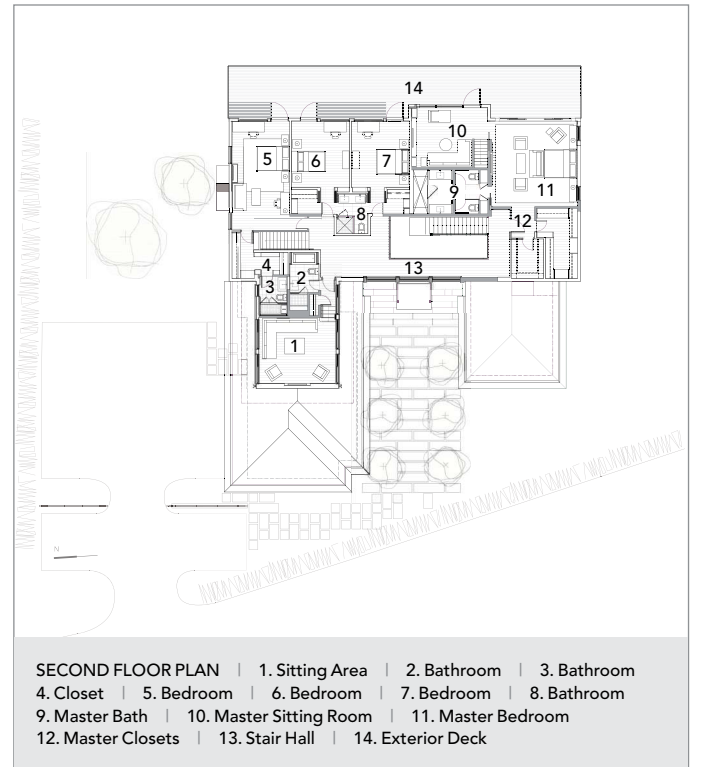 14
10
5
6
7
11
9
8
12
4
2
13
3
1
N
SECOND FLOOR PLAN | 1. Sitting Area | 2. Bathroom | 3. Bathroom
4. Closet | 5. Bedroom | 6. Bedroom | 7. Bedroom | 8. Bathroom
9. Master Bath | 10. Master Sitting Room | 11. Master Bedroom
12. Master Closets | 13. Stair Hall | 14. Exterior Deck